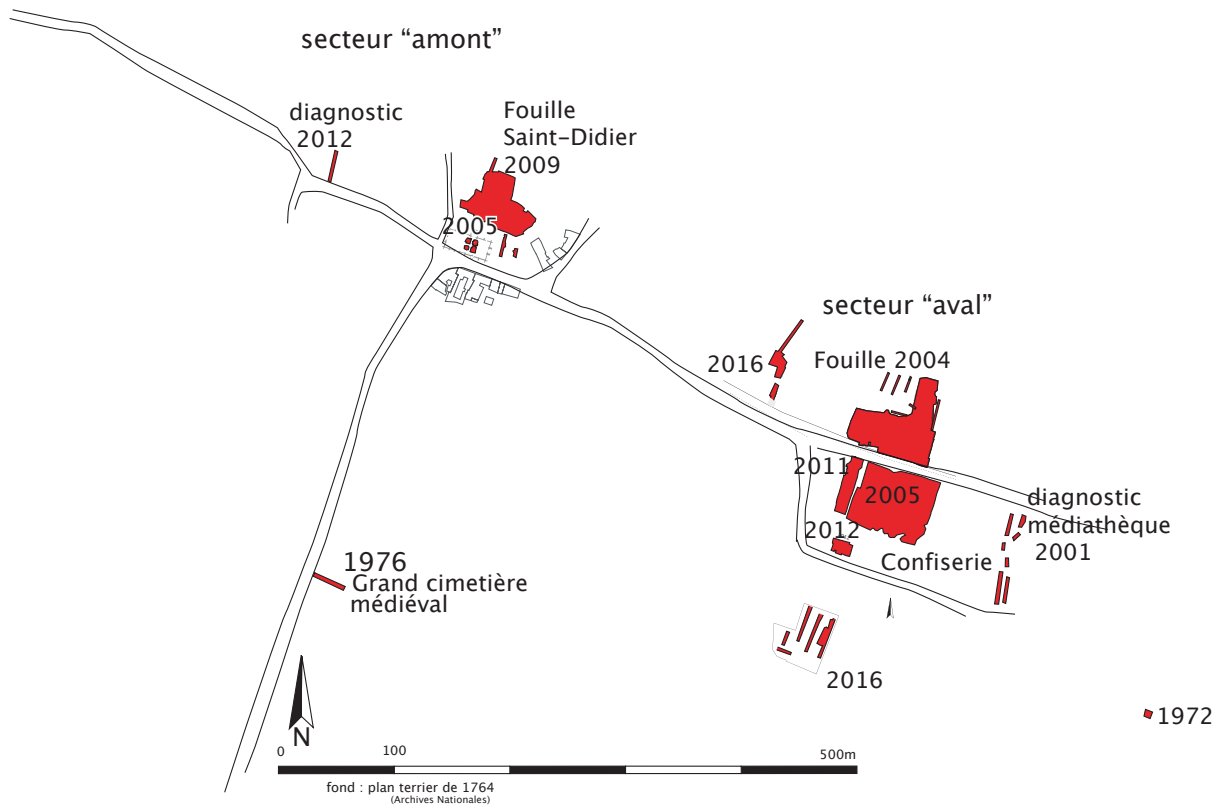 secteur “amont”
diagnostic
2012
Fouille
Saint-Didier
2009
2005
secteur “aval”
2016
Fouille 2004
2011
2005
diagnostic
médiathèque
2001
2012
Confiserie
1976
Grand cimetière
médiéval
2016
1972
N
0 100 500m
fond : plan terrier de 1764
(Archives Nationales)